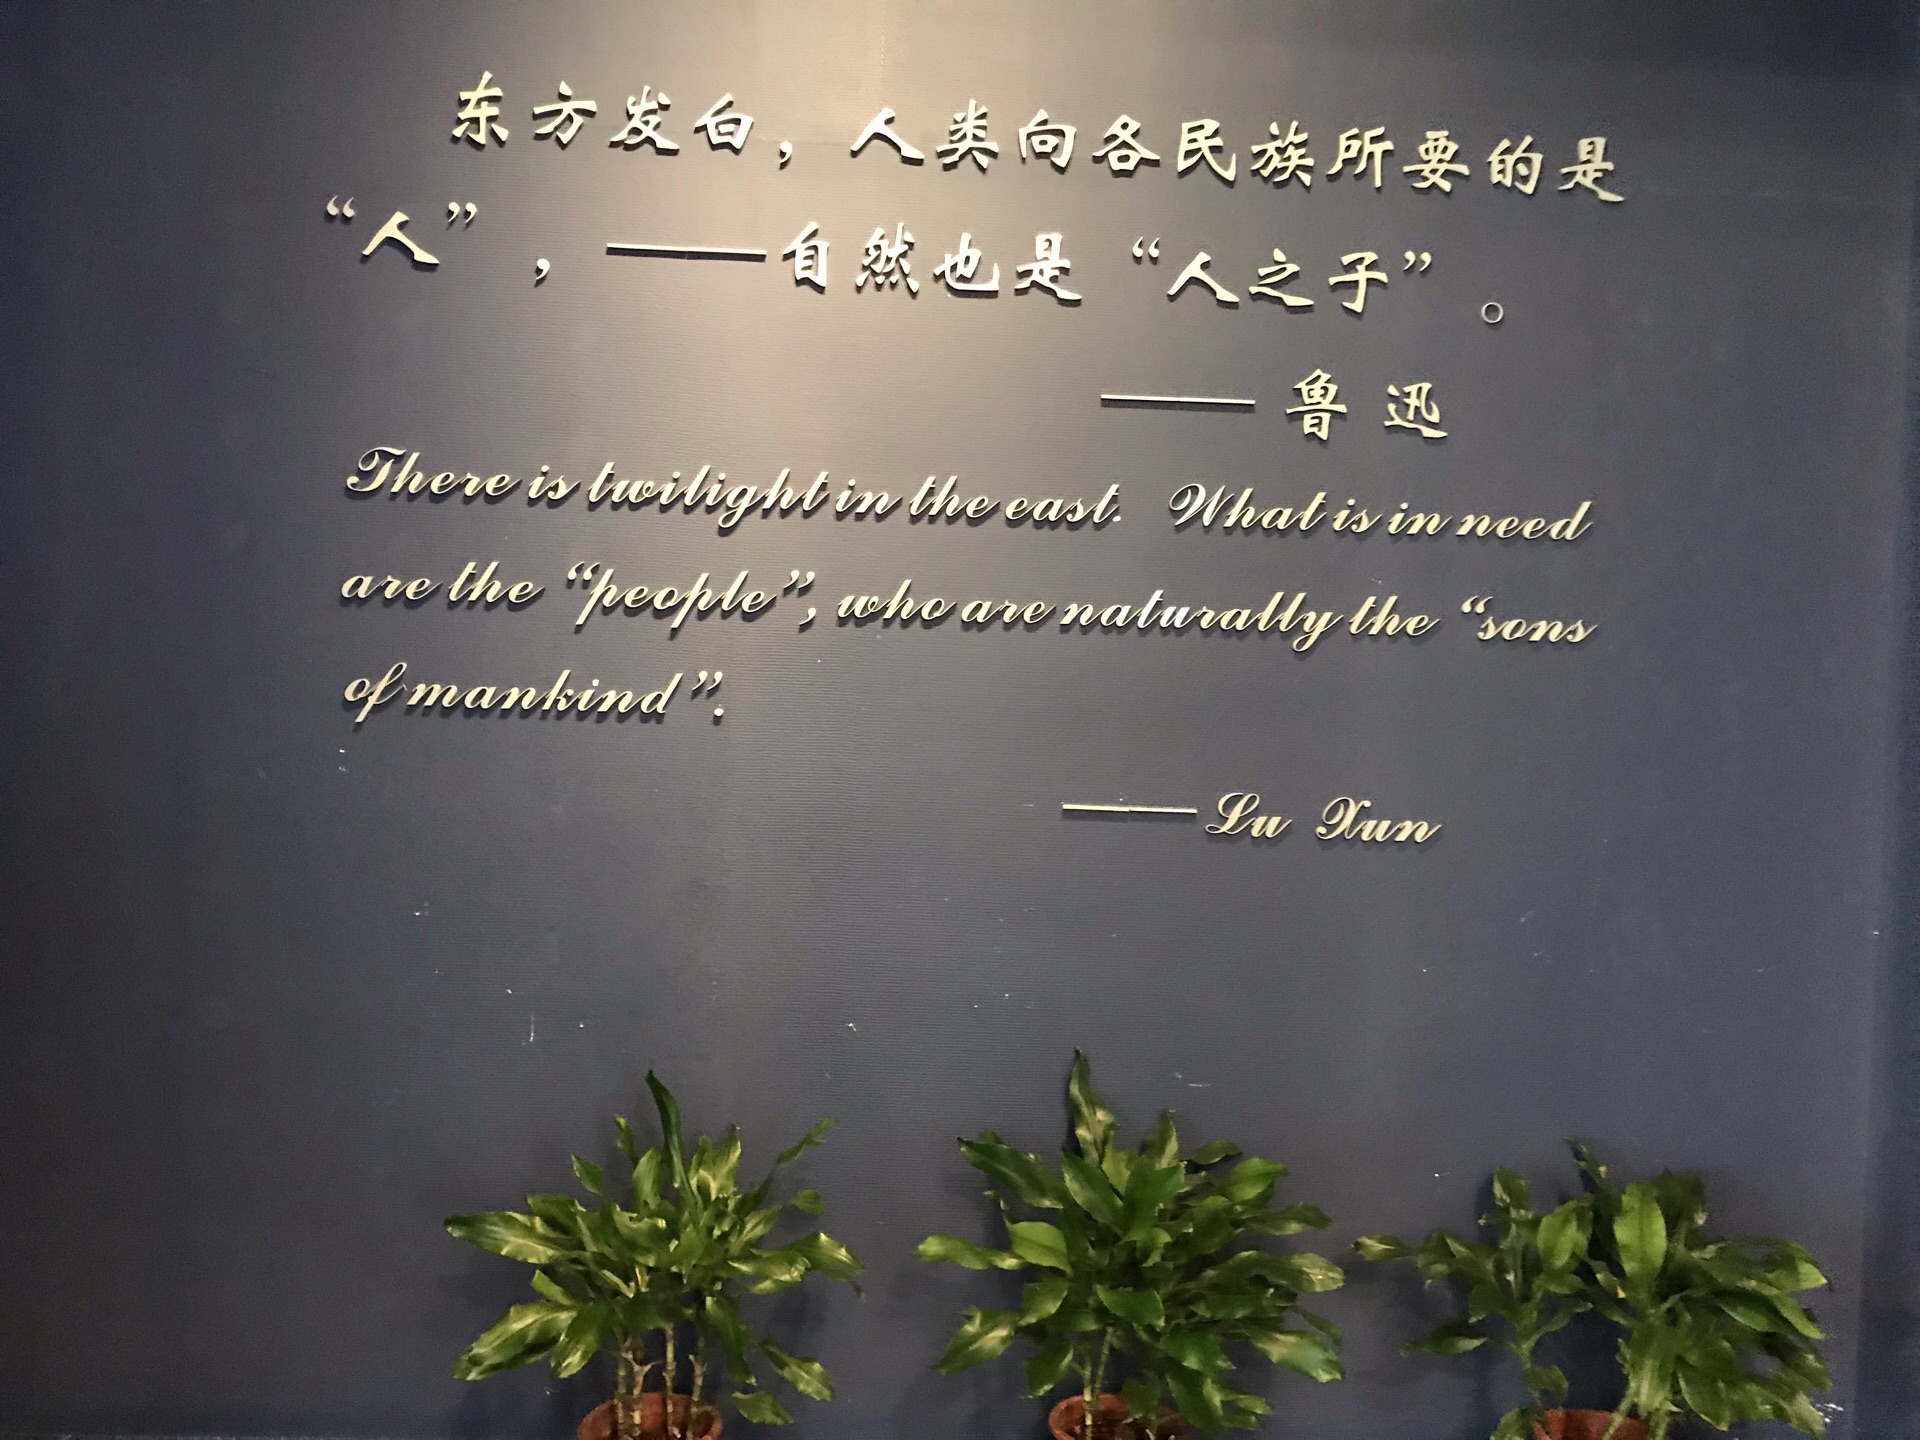 东方发白，人类向各民族所要的是
“人”，——自然也是“人之子”。
——鲁迅
There is twilight in the east. What is in need
are the “people”, who are naturally the “sons
of mankind”.
——Lu Xun